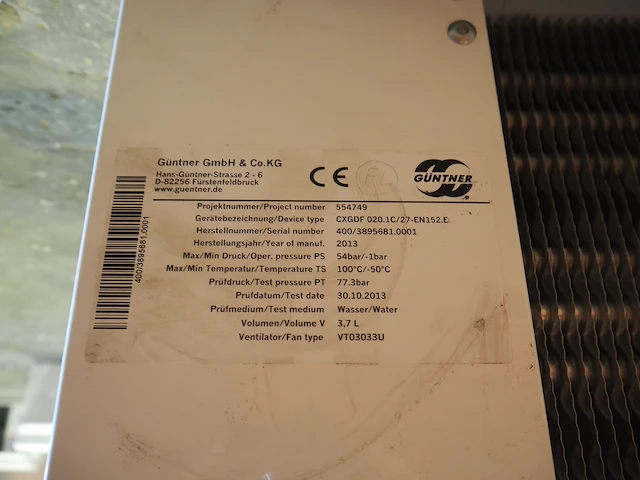 Güntner GmbH & Co.KG
Hans-Güntner-Strasse 2 - 6
D-82256 Fürstenfeldbruck
www.guentner.de
CE
FL
GÜNTNER
Projektnummer/Project number 554749
Gerätebezeichnung/Device type CXGDF 020.1C/27-EN152.E
Herstellnummer/Serial number 400/3895681.0001
Herstellungsjahr/Year of manuf. 2013
Max/Min Druck/Oper. pressure PS 54bar/-1bar
Max/Min Temperatur/Temperature TS 100°C/-50°C
Prüfdruck/Test pressure PT 77.3bar
Prüfdatum/Test date 30.10.2013
Prüfmedium/Test medium Wasser/Water
Volumen/Volume V 3,7 L
Ventilator/Fan type VT03033U
400/3895681.0001